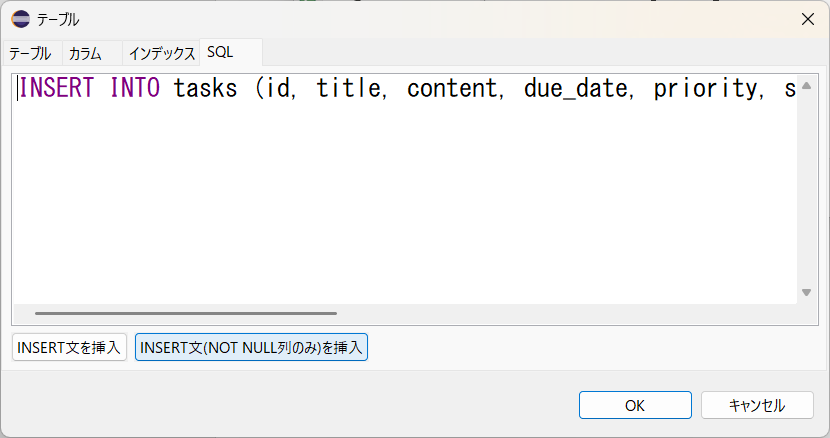 テーブル
テーブル カラム インデックス SQL
INSERT INTO tasks (id, title, content, due_date, priority, s
INSERT文を挿入 INSERT文(NOT NULL列のみ)を挿入
OK キャンセル